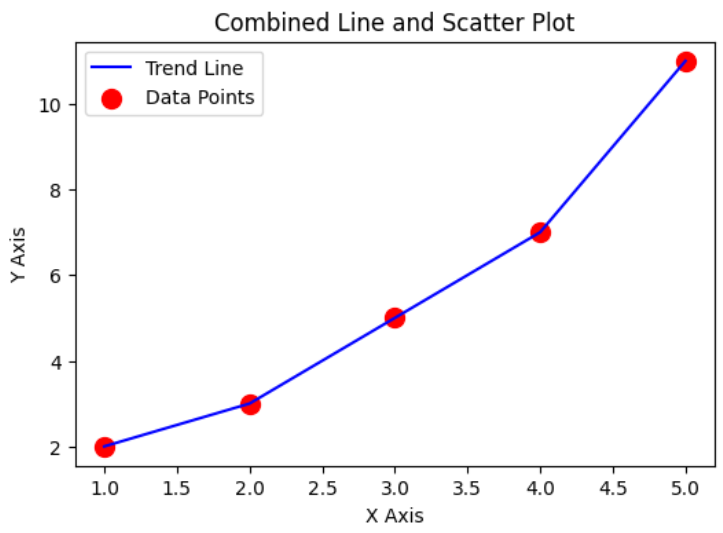 Combined Line and Scatter Plot
Trend Line
Data Points
Y Axis
10
8
6
4
2
1.0 1.5 2.0 2.5 3.0 3.5 4.0 4.5 5.0
X Axis